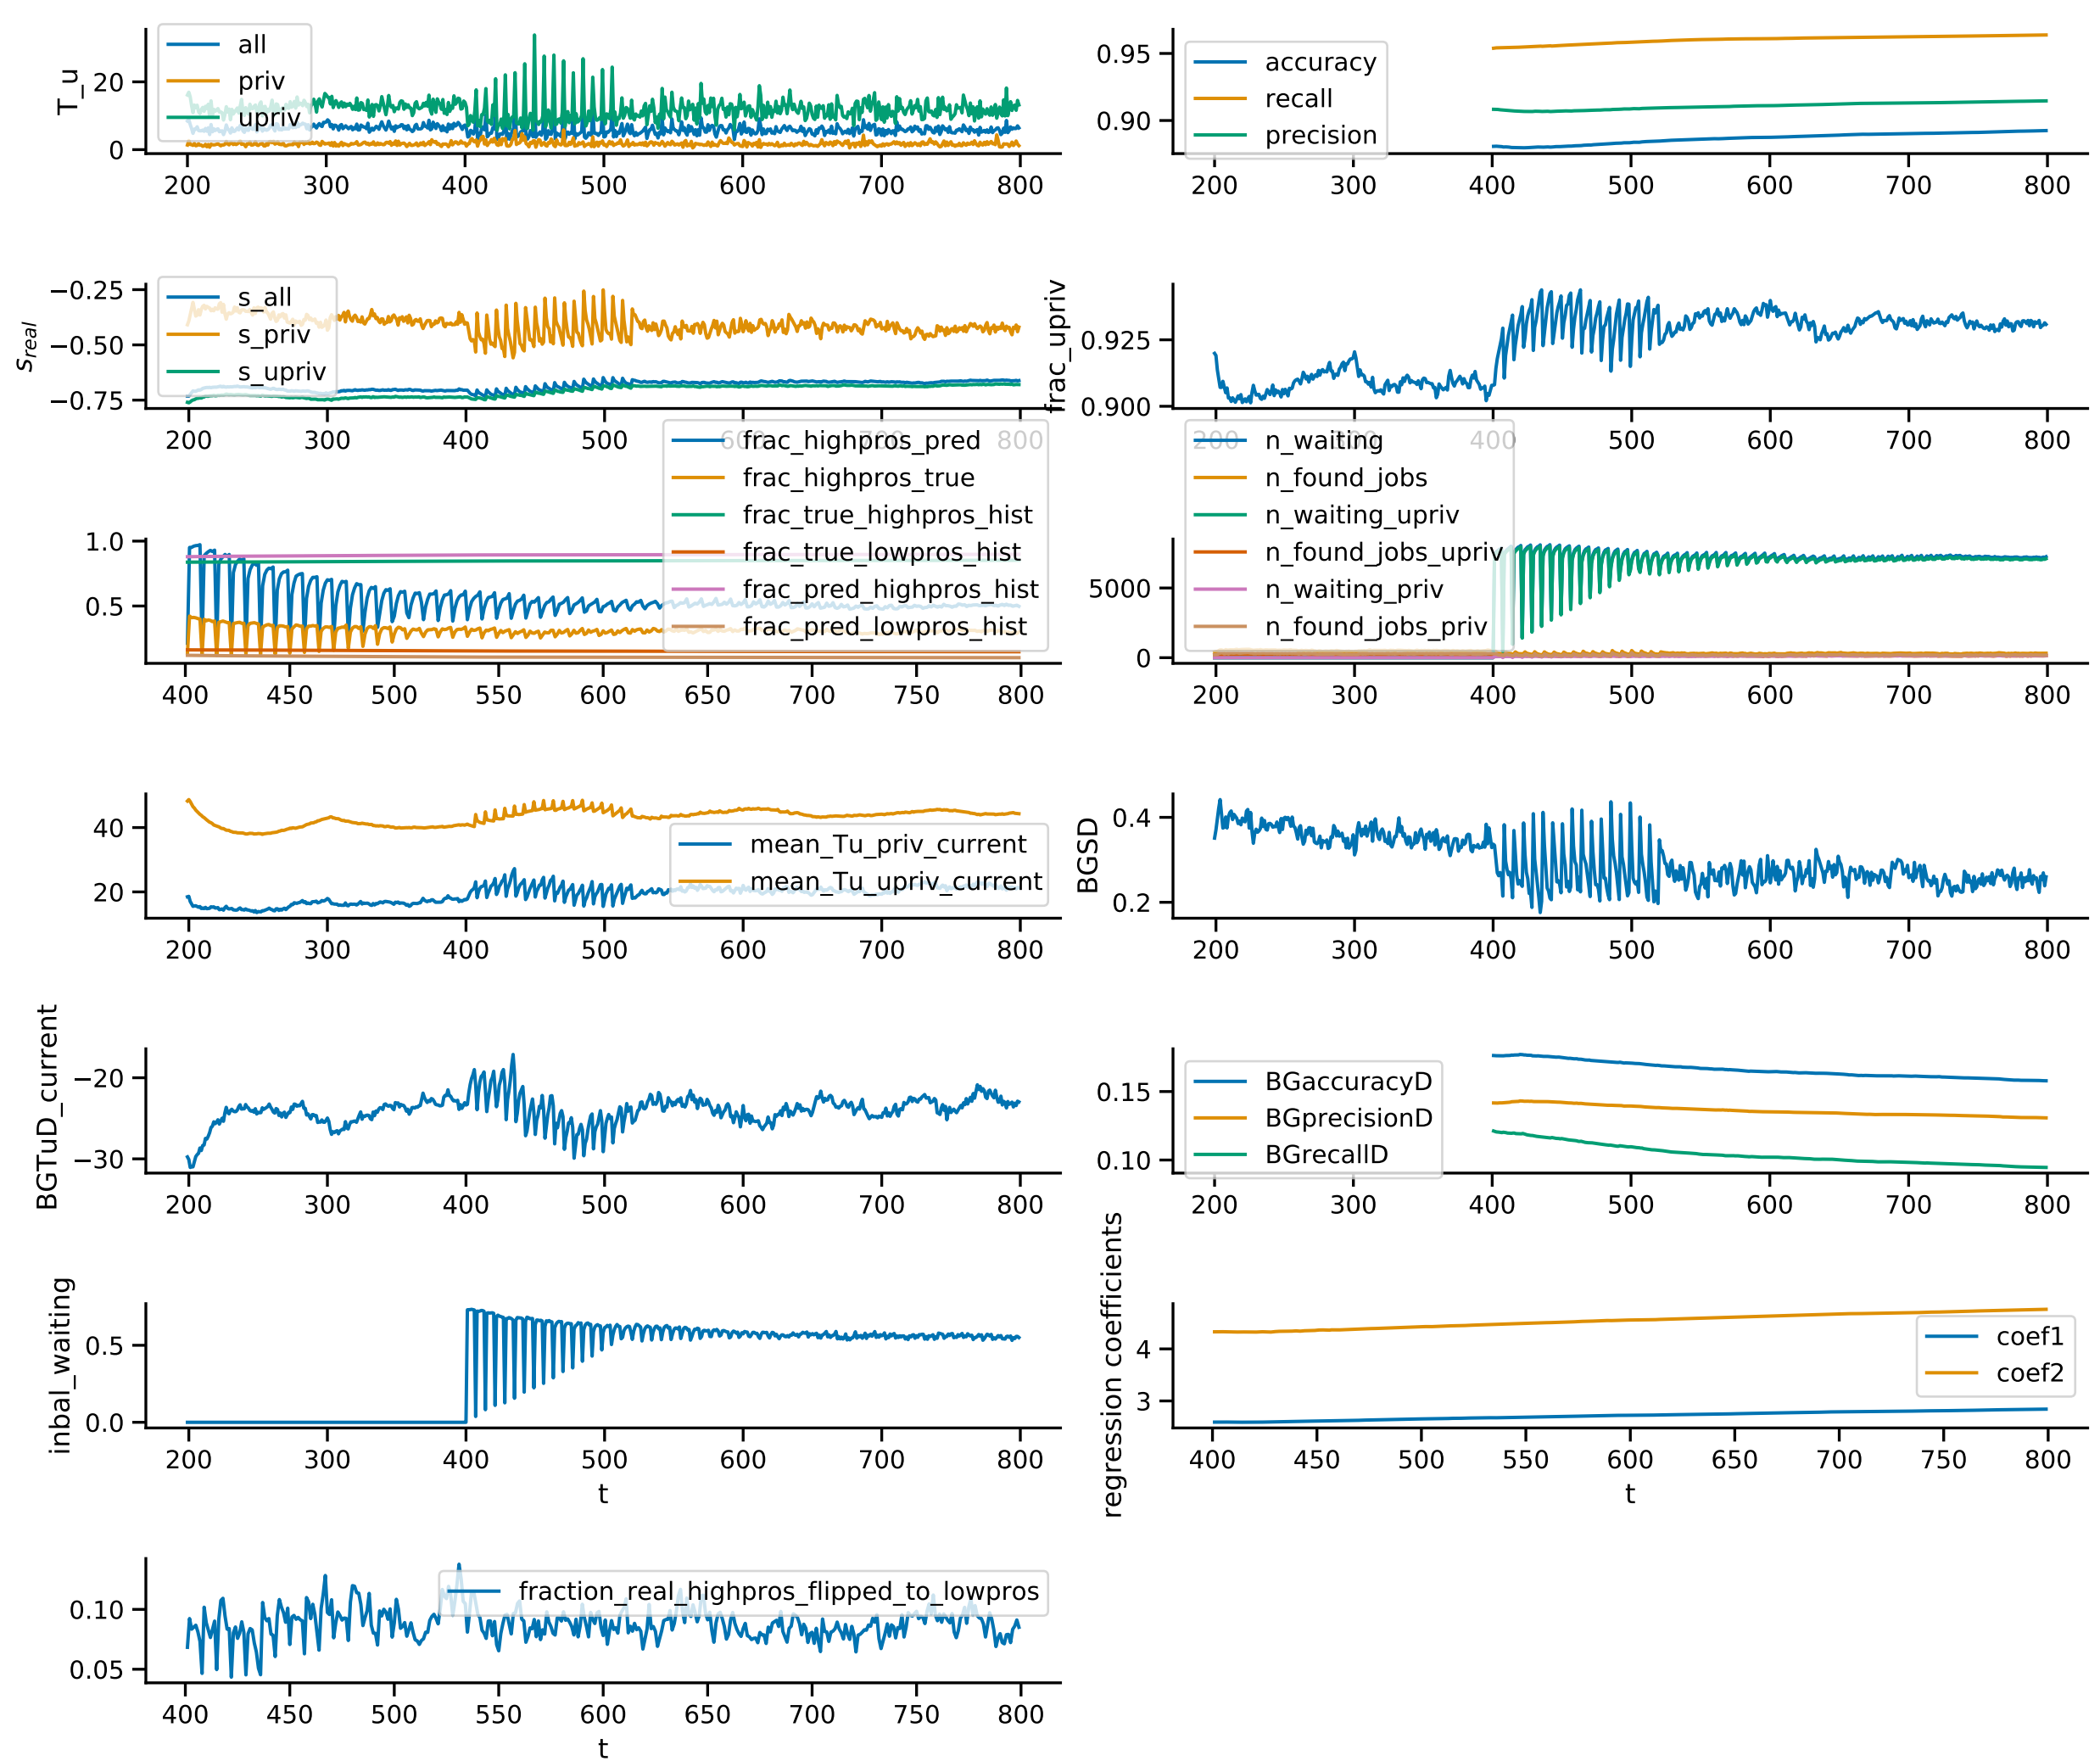 T_u
20
0
all
priv
upriv
200 300 400 500 600 700 800
0.95
0.90
accuracy
recall
precision
200 300 400 500 600 700 800
s_real
−0.25
−0.50
−0.75
s_all
s_priv
s_upriv
200 300 400 500 600 700 800
frac_upriv
0.925
0.900
200 300 400 500 600 700 800
1.0
0.5
frac_highpros_pred
frac_highpros_true
frac_true_highpros_hist
frac_true_lowpros_hist
frac_pred_highpros_hist
frac_pred_lowpros_hist
400 450 500 550 600 650 700 750 800
5000
0
n_waiting
n_found_jobs
n_waiting_upriv
n_found_jobs_upriv
n_waiting_priv
n_found_jobs_priv
200 300 400 500 600 700 800
40
20
mean_Tu_priv_current
mean_Tu_upriv_current
200 300 400 500 600 700 800
BGSD
0.4
0.2
200 300 400 500 600 700 800
BGTuD_current
−20
−30
200 300 400 500 600 700 800
0.15
0.10
BGaccuracyD
BGprecisionD
BGrecallD
200 300 400 500 600 700 800
inbal_waiting
0.5
0.0
200 300 400 500 600 700 800
t
regression coefficients
4
3
coef1
coef2
400 450 500 550 600 650 700 750 800
t
0.10
0.05
fraction_real_highpros_flipped_to_lowpros
400 450 500 550 600 650 700 750 800
t